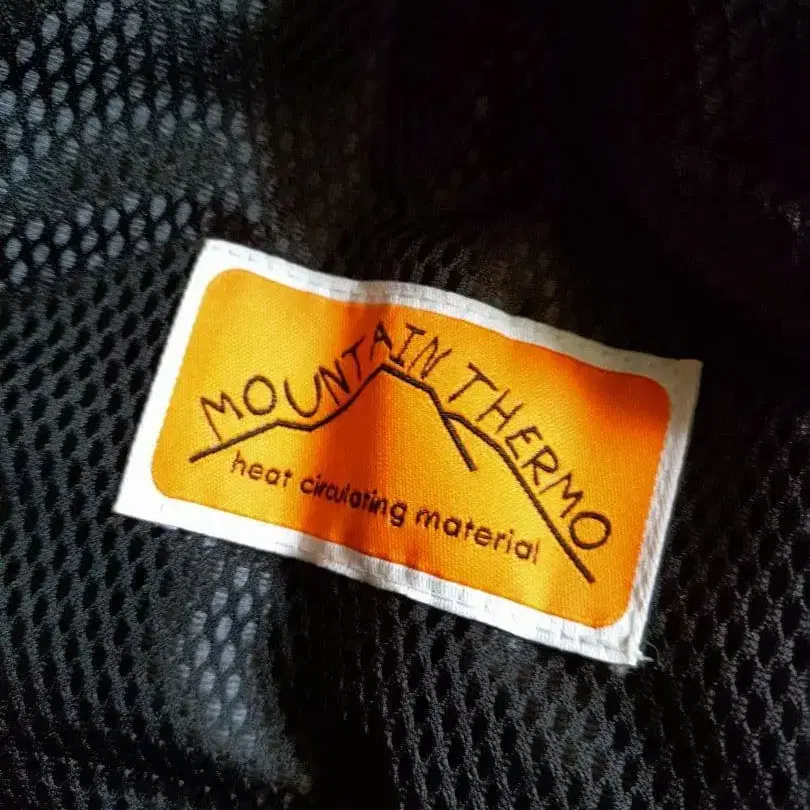 MOUNTAIN THERMO
heat circulating material